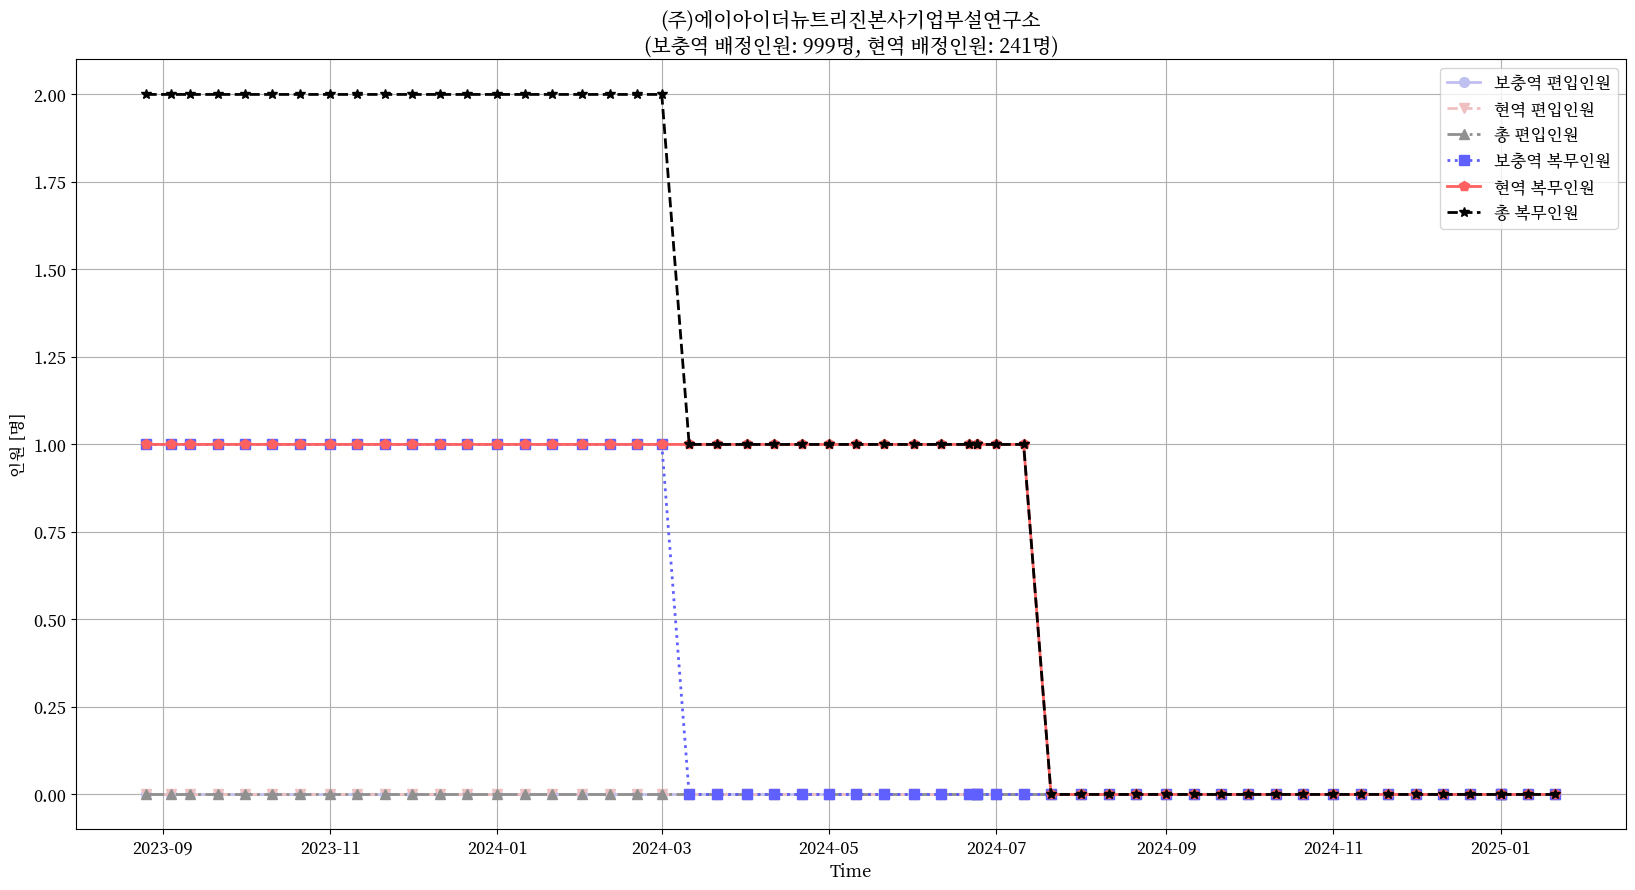 (주)에이아이더뉴트리진본사기업부설연구소
(보충역 배정인원: 999명, 현역 배정인원: 241명)
보충역 편입인원
현역 편입인원
총 편입인원
보충역 복무인원
현역 복무인원
총 복무인원
2.00
1.75
1.50
1.25
1.00
0.75
0.50
0.25
0.00
인원 [명]
2023-09
2023-11
2024-01
2024-03
2024-05
2024-07
2024-09
2024-11
2025-01
Time